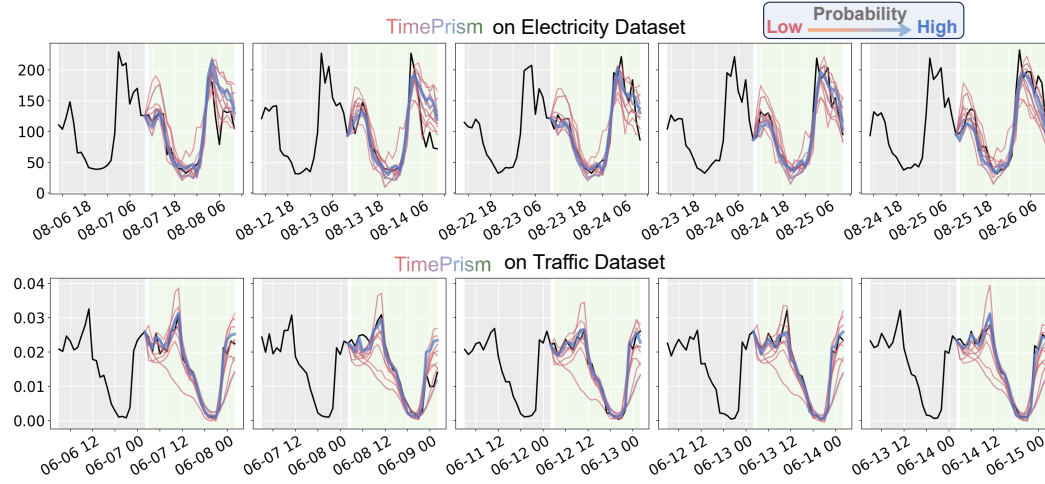 TimePrism on Electricity Dataset
Probability
Low High
200
150
100
50
0
08-06 18 08-07 06 08-07 18 08-08 06
08-12 18 08-13 06 08-13 18 08-14 06
08-22 18 08-23 06 08-23 18 08-24 06
08-23 18 08-24 06 08-24 18 08-25 06
08-24 18 08-25 06 08-25 18 08-26 06
TimePrism on Traffic Dataset
0.04
0.03
0.02
0.01
0.00
06-06 12 06-07 00 06-07 12 06-08 00
06-07 12 06-08 00 06-08 12 06-09 00
06-11 12 06-12 00 06-12 12 06-13 00
06-12 12 06-13 00 06-13 12 06-14 00
06-13 12 06-14 00 06-14 12 06-15 00